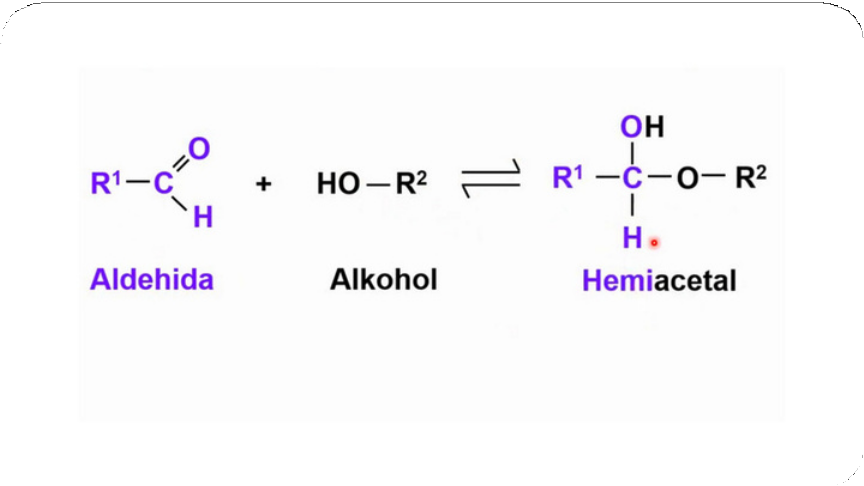 R¹—C
O
H
+
HO—R²
⇌
OH
R¹—C—O—R²
H
Aldehida
Alkohol
Hemiacetal